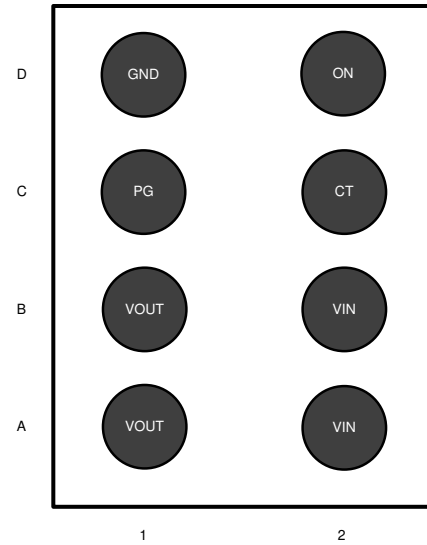 D GND ON
C PG CT
B VOUT VIN
A VOUT VIN
1 2